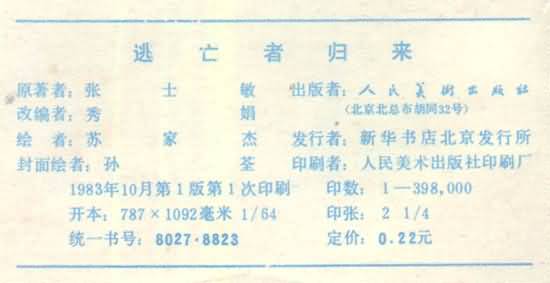 逃亡者归来
原著者：张士敏 出版者：人民美術出版社
改编者：秀娟 (北京北总布胡同32号)
绘者：苏家杰 发行者：新华书店北京发行所
封面绘者：孙荃 印刷者：人民美术出版社印刷厂
1983年10月第1版第1次印刷 印数：1—398,000
开本：787×1092毫米 1/64 印张：2 1/4
统一书号：8027·8823 定价：0.22元